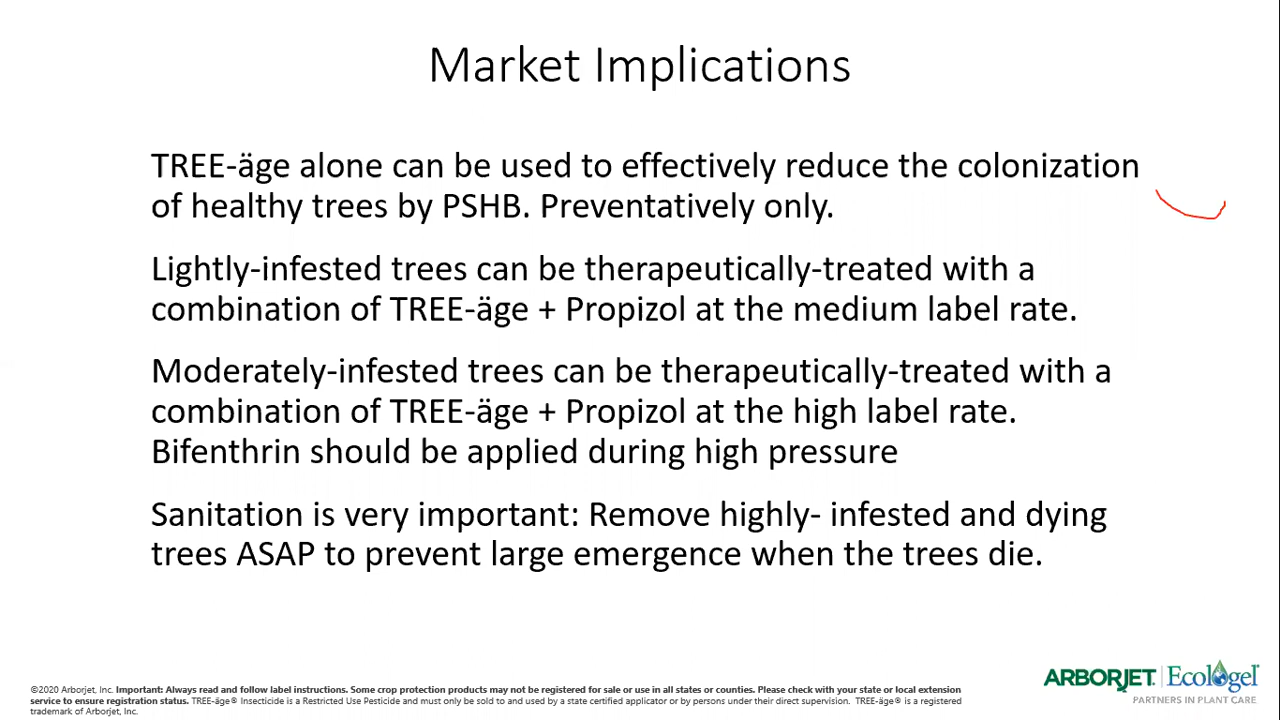 Market Implications
TREE-äge alone can be used to effectively reduce the colonization
of healthy trees by PSHB. Preventatively only.
Lightly-infested trees can be therapeutically-treated with a
combination of TREE-äge + Propizol at the medium label rate.
Moderately-infested trees can be therapeutically-treated with a
combination of TREE-äge + Propizol at the high label rate.
Bifenthrin should be applied during high pressure
Sanitation is very important: Remove highly- infested and dying
trees ASAP to prevent large emergence when the trees die.
©2020 Arborjet, Inc. Important: Always read and follow label instructions. Some crop protection products may not be registered for sale or use in all states or counties. Please check with your state or local extension
service to ensure registration status. TREE-äge® Insecticide is a Restricted Use Pesticide and must only be sold to and used by a state certified applicator or by persons under their direct supervision. TREE-äge® is a registered
trademark of Arborjet, Inc.
ARBORJET | Ecologel
PARTNERS IN PLANT CARE